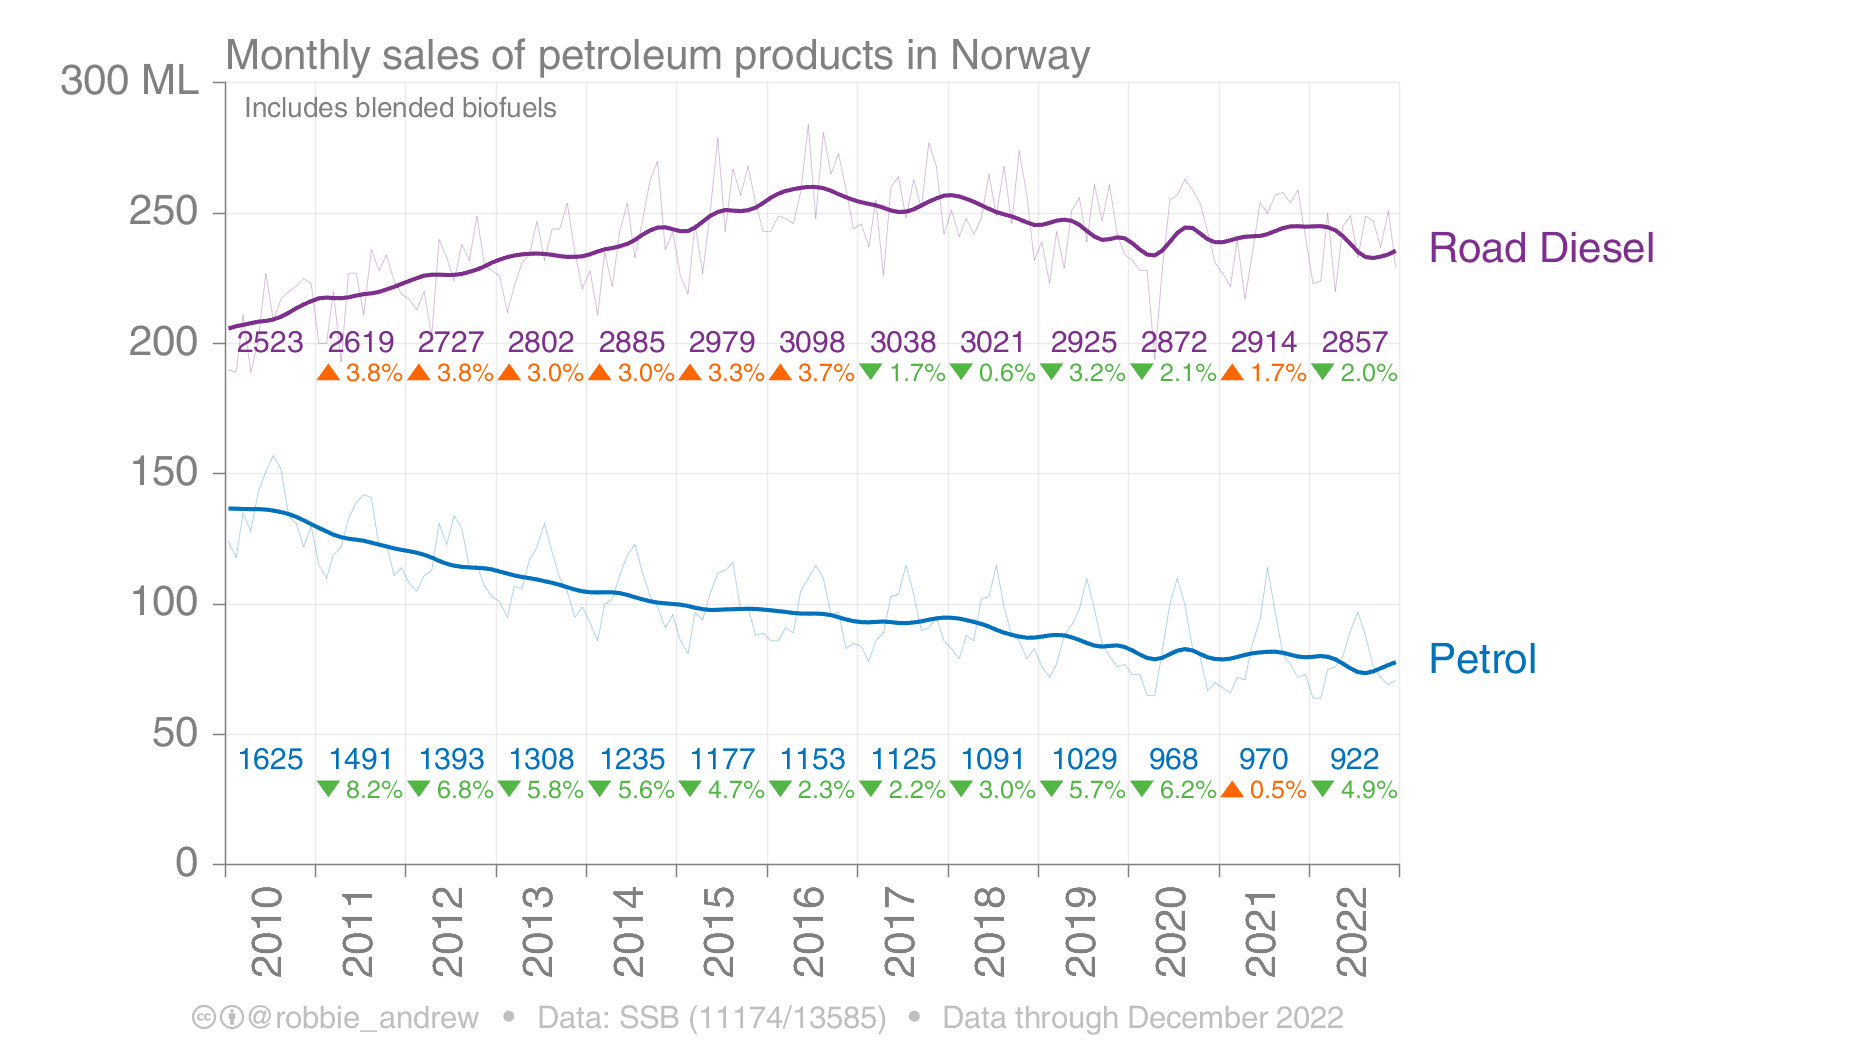 Monthly sales of petroleum products in Norway
300 ML
Includes blended biofuels
250
Road Diesel
200
2523 2619 2727 2802 2885 2979 3098 3038 3021 2925 2872 2914 2857
▲ 3.8% ▲ 3.8% ▲ 3.0% ▲ 3.0% ▲ 3.3% ▲ 3.7% ▼ 1.7% ▼ 0.6% ▼ 3.2% ▼ 2.1% ▲ 1.7% ▼ 2.0%
150
100
Petrol
50
1625 1491 1393 1308 1235 1177 1153 1125 1091 1029 968 970 922
▼ 8.2% ▼ 6.8% ▼ 5.8% ▼ 5.6% ▼ 4.7% ▼ 2.3% ▼ 2.2% ▼ 3.0% ▼ 5.7% ▼ 6.2% ▲ 0.5% ▼ 4.9%
0
2010 2011 2012 2013 2014 2015 2016 2017 2018 2019 2020 2021 2022
cc @robbie_andrew • Data: SSB (11174/13585) • Data through December 2022